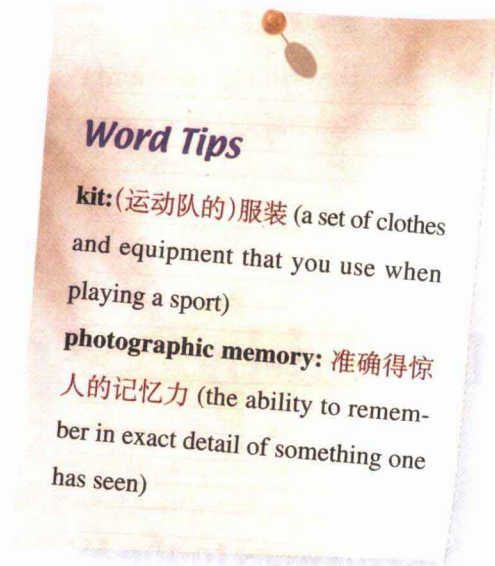 Word Tips
kit:(运动队的)服装 (a set of clothes
and equipment that you use when
playing a sport)
photographic memory: 准确得惊
人的记忆力 (the ability to remem-
ber in exact detail of something one
has seen)